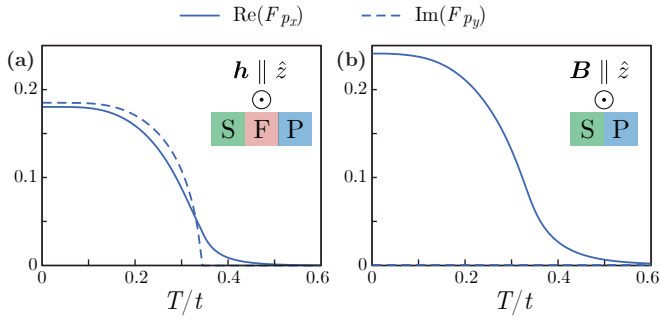 Re(F_{p_x}) Im(F_{p_y})
(a) h ∥ ẑ
S F P
0.2
0.1
0
0 0.2 0.4 0.6
T/t
(b) B ∥ ẑ
S P
0.2
0.1
0
0 0.2 0.4 0.6
T/t